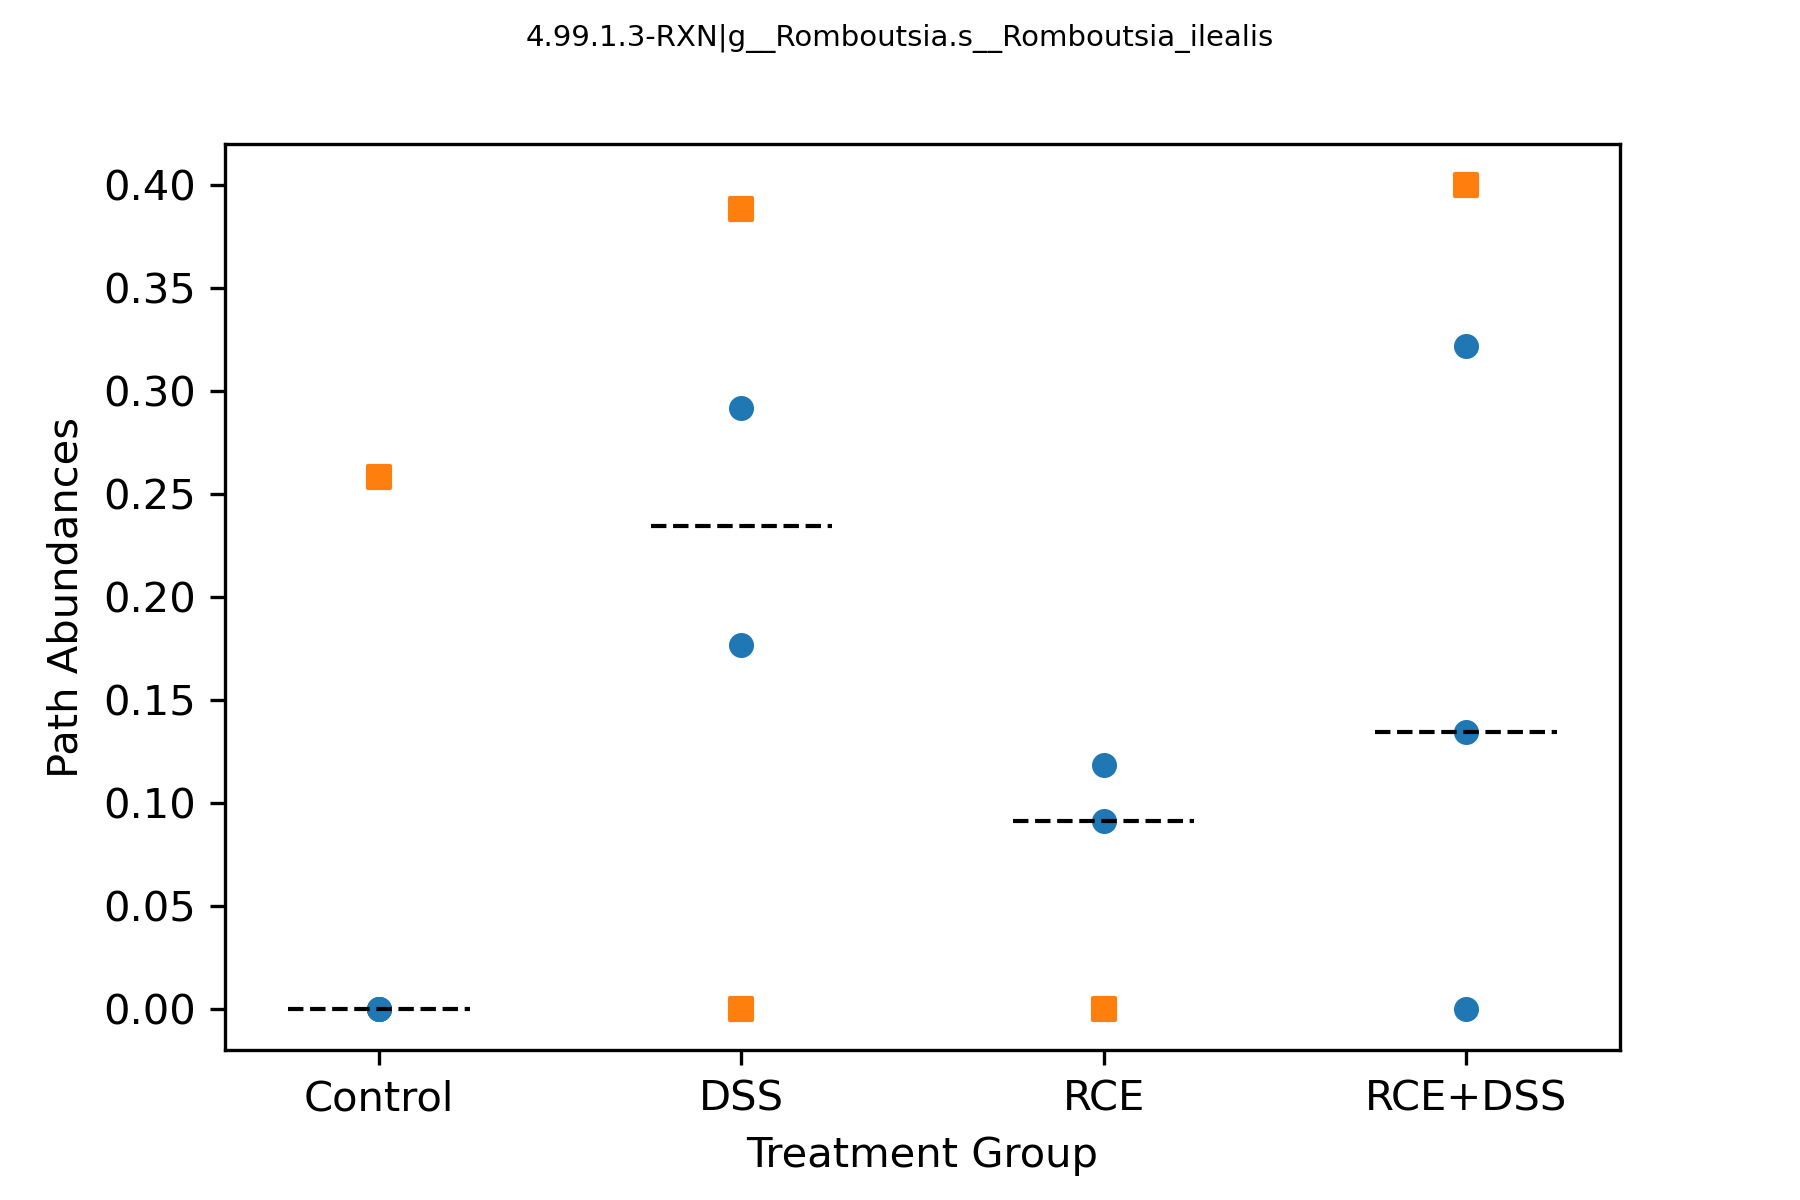 4.99.1.3-RXN|g__Romboutsia.s__Romboutsia_ilealis
0.40
0.35
0.30
0.25
0.20
0.15
0.10
0.05
0.00
Path Abundances
Control
DSS
RCE
RCE+DSS
Treatment Group